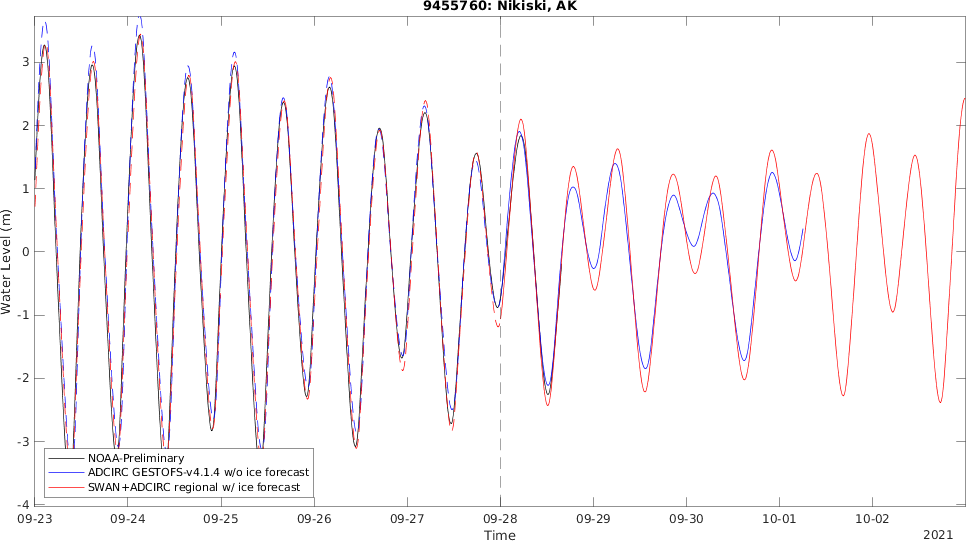 9455760: Nikiski, AK
3
2
1
0
-1
-2
-3
-4
Water Level (m)
NOAA-Preliminary
ADCIRC GESTOFS-v4.1.4 w/o ice forecast
SWAN+ADCIRC regional w/ ice forecast
09-23 09-24 09-25 09-26 09-27 09-28 09-29 09-30 10-01 10-02
Time
2021